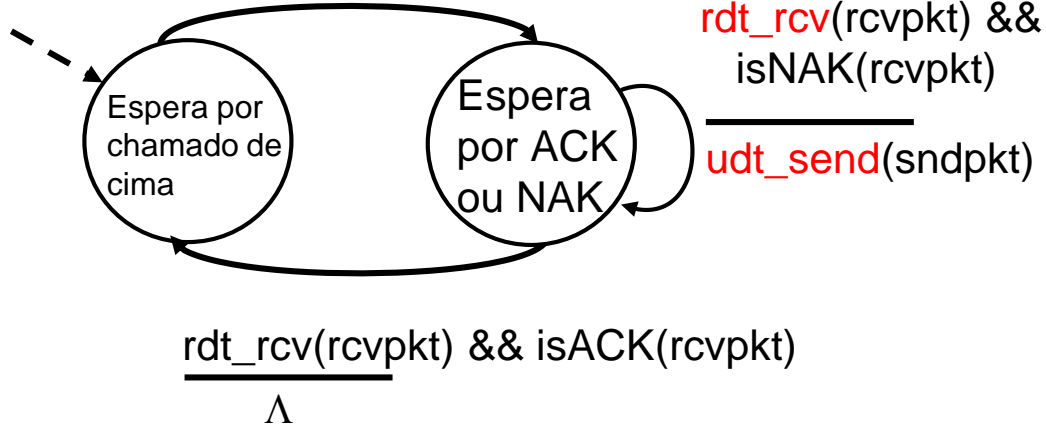 rdt_rcv(rcvpkt) &&
isNAK(rcvpkt)
udt_send(sndpkt)
Espera por
chamado de
cima
Espera
por ACK
ou NAK
rdt_rcv(rcvpkt) && isACK(rcvpkt)
Λ